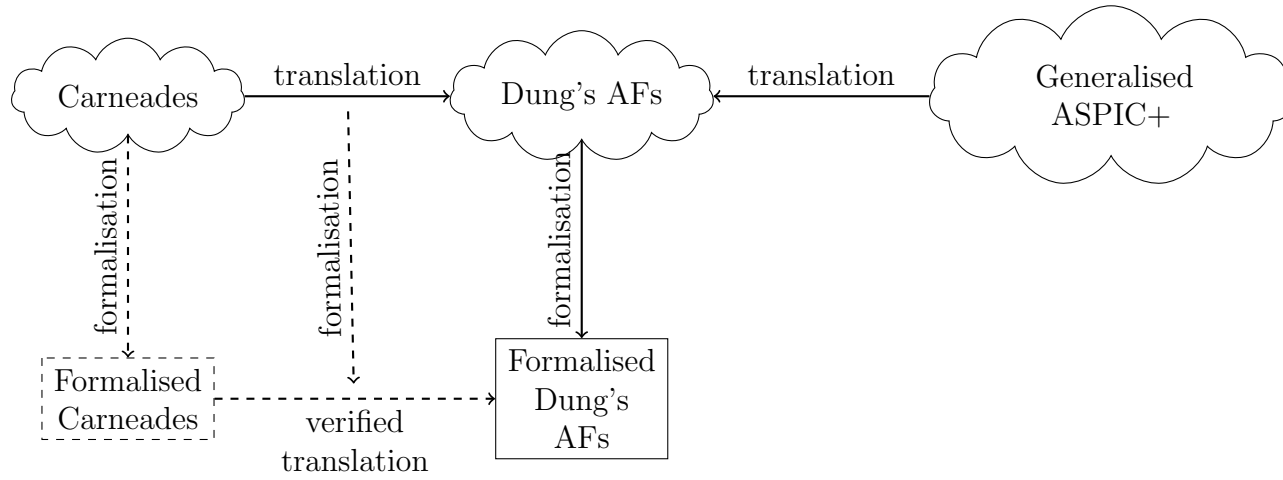 Carneades
translation
Dung's AFs
translation
Generalised
ASPIC+
formalisation
formalisation
formalisation
Formalised
Carneades
verified
translation
Formalised
Dung's
AFs